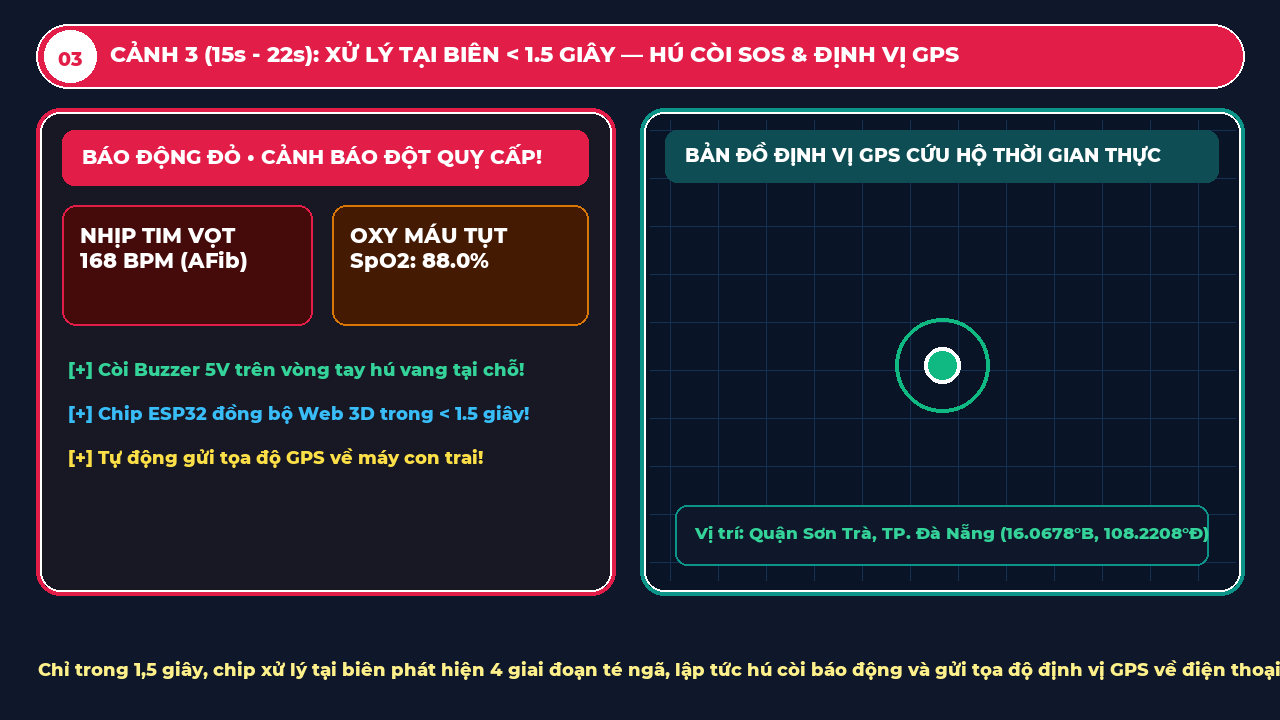 03
CẢNH 3 (15s - 22s): XỬ LÝ TẠI BIÊN < 1.5 GIÂY — HÚ CÒI SOS & ĐỊNH VỊ GPS
BÁO ĐỘNG ĐỎ • CẢNH BÁO ĐỘT QUỴ CẤP!
NHỊP TIM VỌT
168 BPM (AFib)
OXY MÁU TỤT
SpO2: 88.0%
[+] Còi Buzzer 5V trên vòng tay hú vang tại chỗ!
[+] Chip ESP32 đồng bộ Web 3D trong < 1.5 giây!
[+] Tự động gửi tọa độ GPS về máy con trai!
BẢN ĐỒ ĐỊNH VỊ GPS CỨU HỘ THỜI GIAN THỰC
Vị trí: Quận Sơn Trà, TP. Đà Nẵng (16.0678°B, 108.2208°Đ)
Chỉ trong 1,5 giây, chip xử lý tại biên phát hiện 4 giai đoạn té ngã, lập tức hú còi báo động và gửi tọa độ định vị GPS về điện thoại